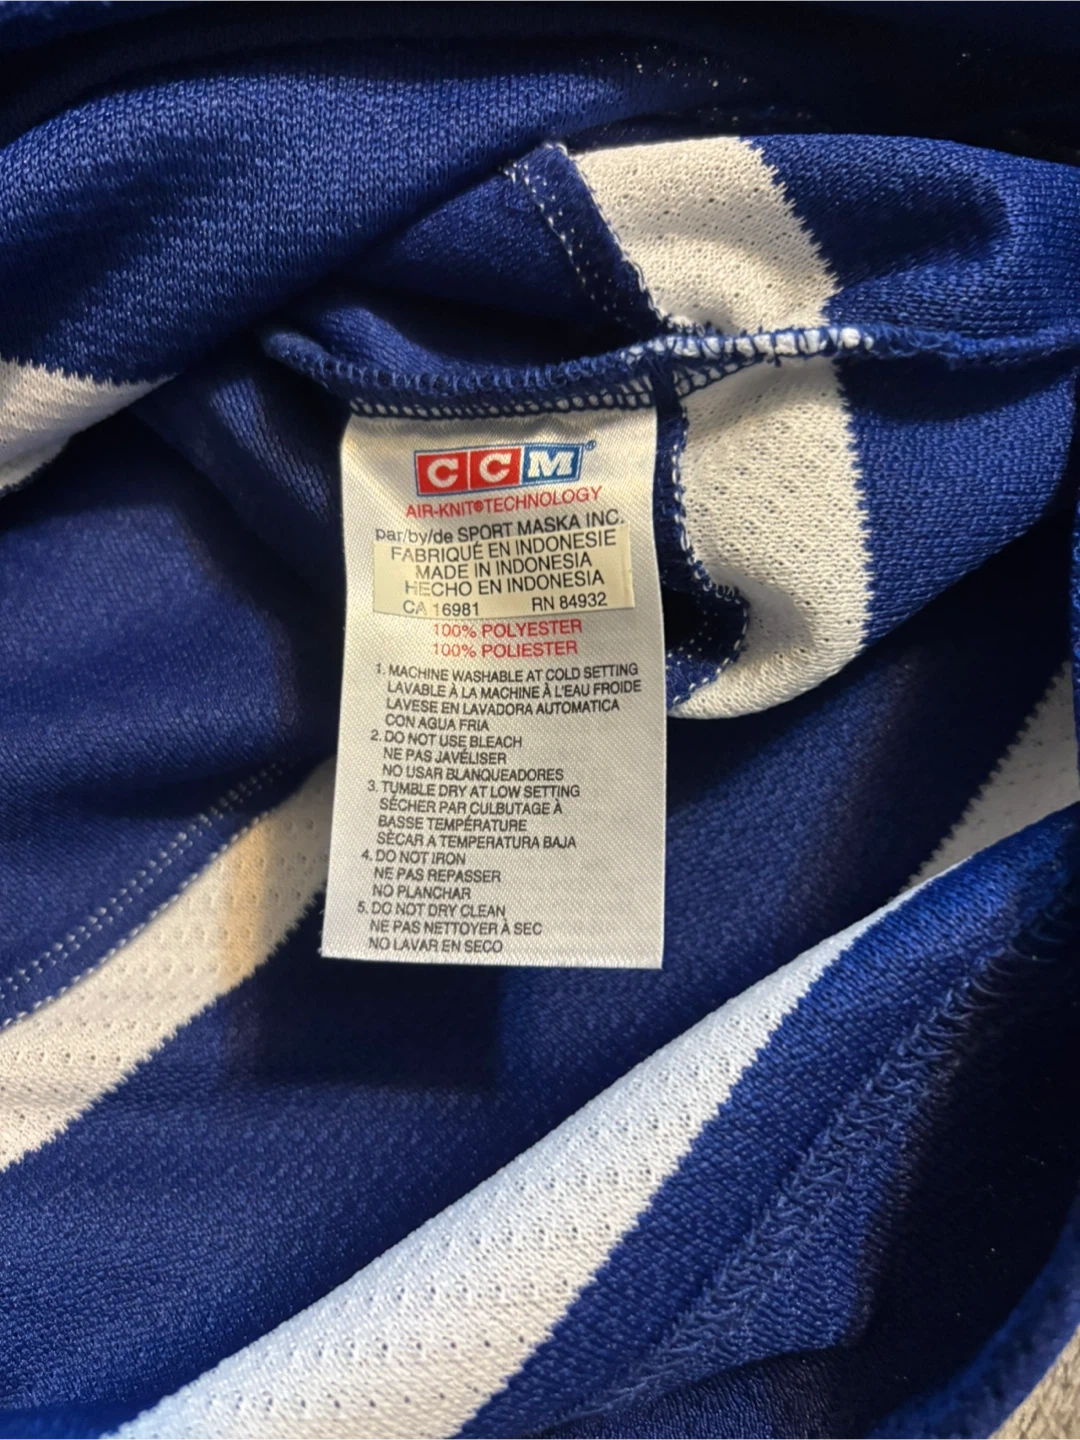 CCM®
AIR-KNIT®TECHNOLOGY
par/by/de SPORT MASKA INC.
FABRIQUÉ EN INDONESIE
MADE IN INDONESIA
HECHO EN INDONESIA
CA 16981 RN 84932
100% POLYESTER
100% POLIESTER
1. MACHINE WASHABLE AT COLD SETTING
LAVABLE À LA MACHINE À L'EAU FROIDE
LAVESE EN LAVADORA AUTOMATICA
CON AGUA FRIA
2. DO NOT USE BLEACH
NE PAS JAVÉLISER
NO USAR BLANQUEADORES
3. TUMBLE DRY AT LOW SETTING
SÉCHER PAR CULBUTAGE À
BASSE TEMPÉRATURE
SÈCAR A TEMPERATURA BAJA
4. DO NOT IRON
NE PAS REPASSER
NO PLANCHAR
5. DO NOT DRY CLEAN
NE PAS NETTOYER À SEC
NO LAVAR EN SECO